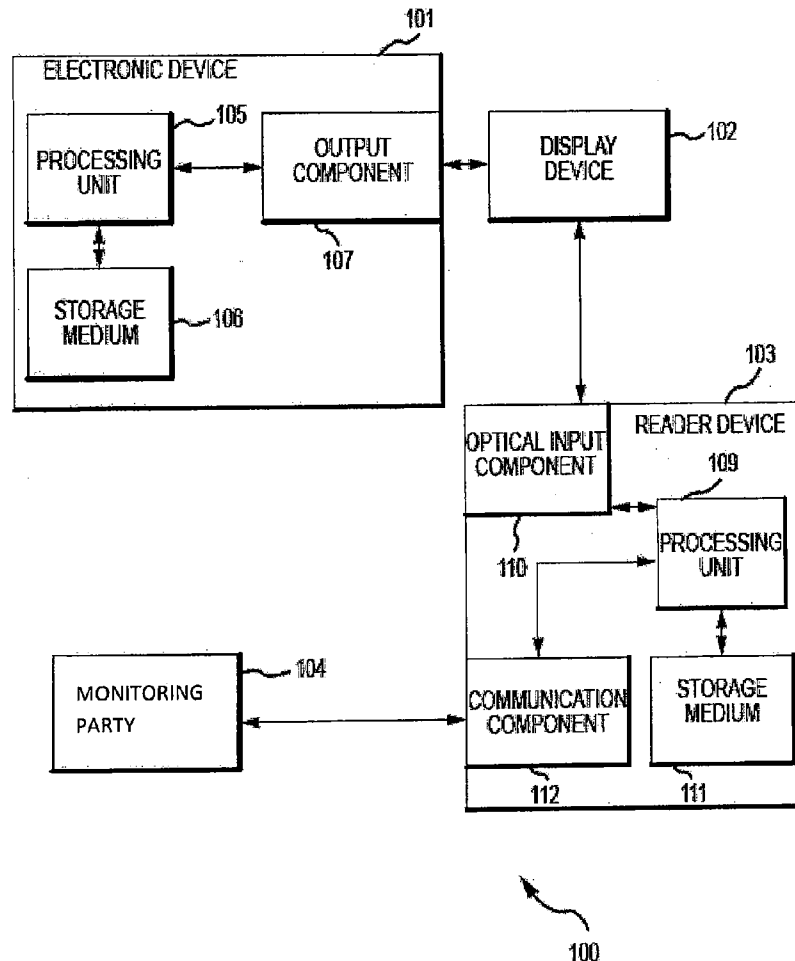 101
ELECTRONIC DEVICE
105
PROCESSING
UNIT
OUTPUT
COMPONENT
107
DISPLAY
DEVICE
102
STORAGE
MEDIUM
106
103
OPTICAL INPUT
COMPONENT
110
READER DEVICE
109
PROCESSING
UNIT
MONITORING
PARTY
104
COMMUNICATION
COMPONENT
112
STORAGE
MEDIUM
111
100